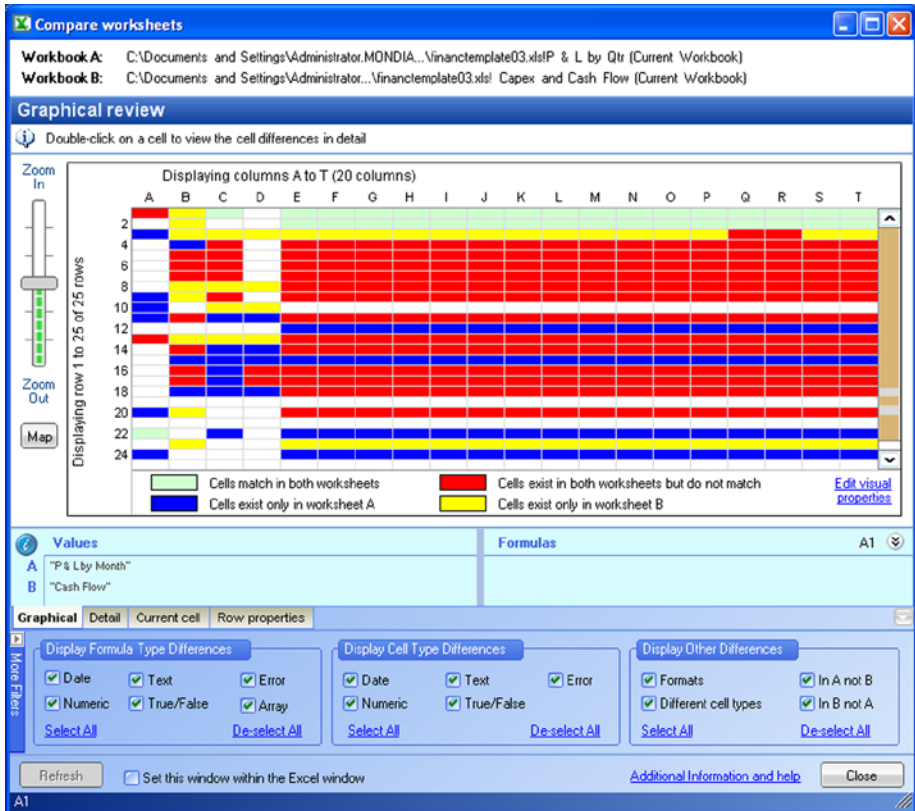 Compare worksheets
Workbook A: C:\Documents and Settings\Administrator.MONDIA...\financtemplate03.xls!P & L by Qtr (Current Workbook)
Workbook B: C:\Documents and Settings\Administrator...\financtemplate03.xls! Capex and Cash Flow (Current Workbook)
Graphical review
Double-click on a cell to view the cell differences in detail
Zoom In
Displaying columns A to T (20 columns)
A B C D E F G H I J K L M N O P Q R S T
2
4
6
8
10
12
14
16
18
20
22
24
Displaying row 1 to 25 of 25 rows
Zoom Out
Map
Cells match in both worksheets
Cells exist in both worksheets but do not match
Edit visual properties
Cells exist only in worksheet A
Cells exist only in worksheet B
Values
Formulas
A1
A "P & L by Month"
B "Cash Flow"
Graphical Detail Current cell Row properties
More Filters
Display Formula Type Differences
Display Cell Type Differences
Display Other Differences
Date Text Error Date Text Error Formats In A not B
Numeric True/False Array Numeric True/False Different cell types In B not A
Select All De-select All Select All De-select All Select All De-select All
Refresh
Set this window within the Excel window
Additional Information and help
Close
A1